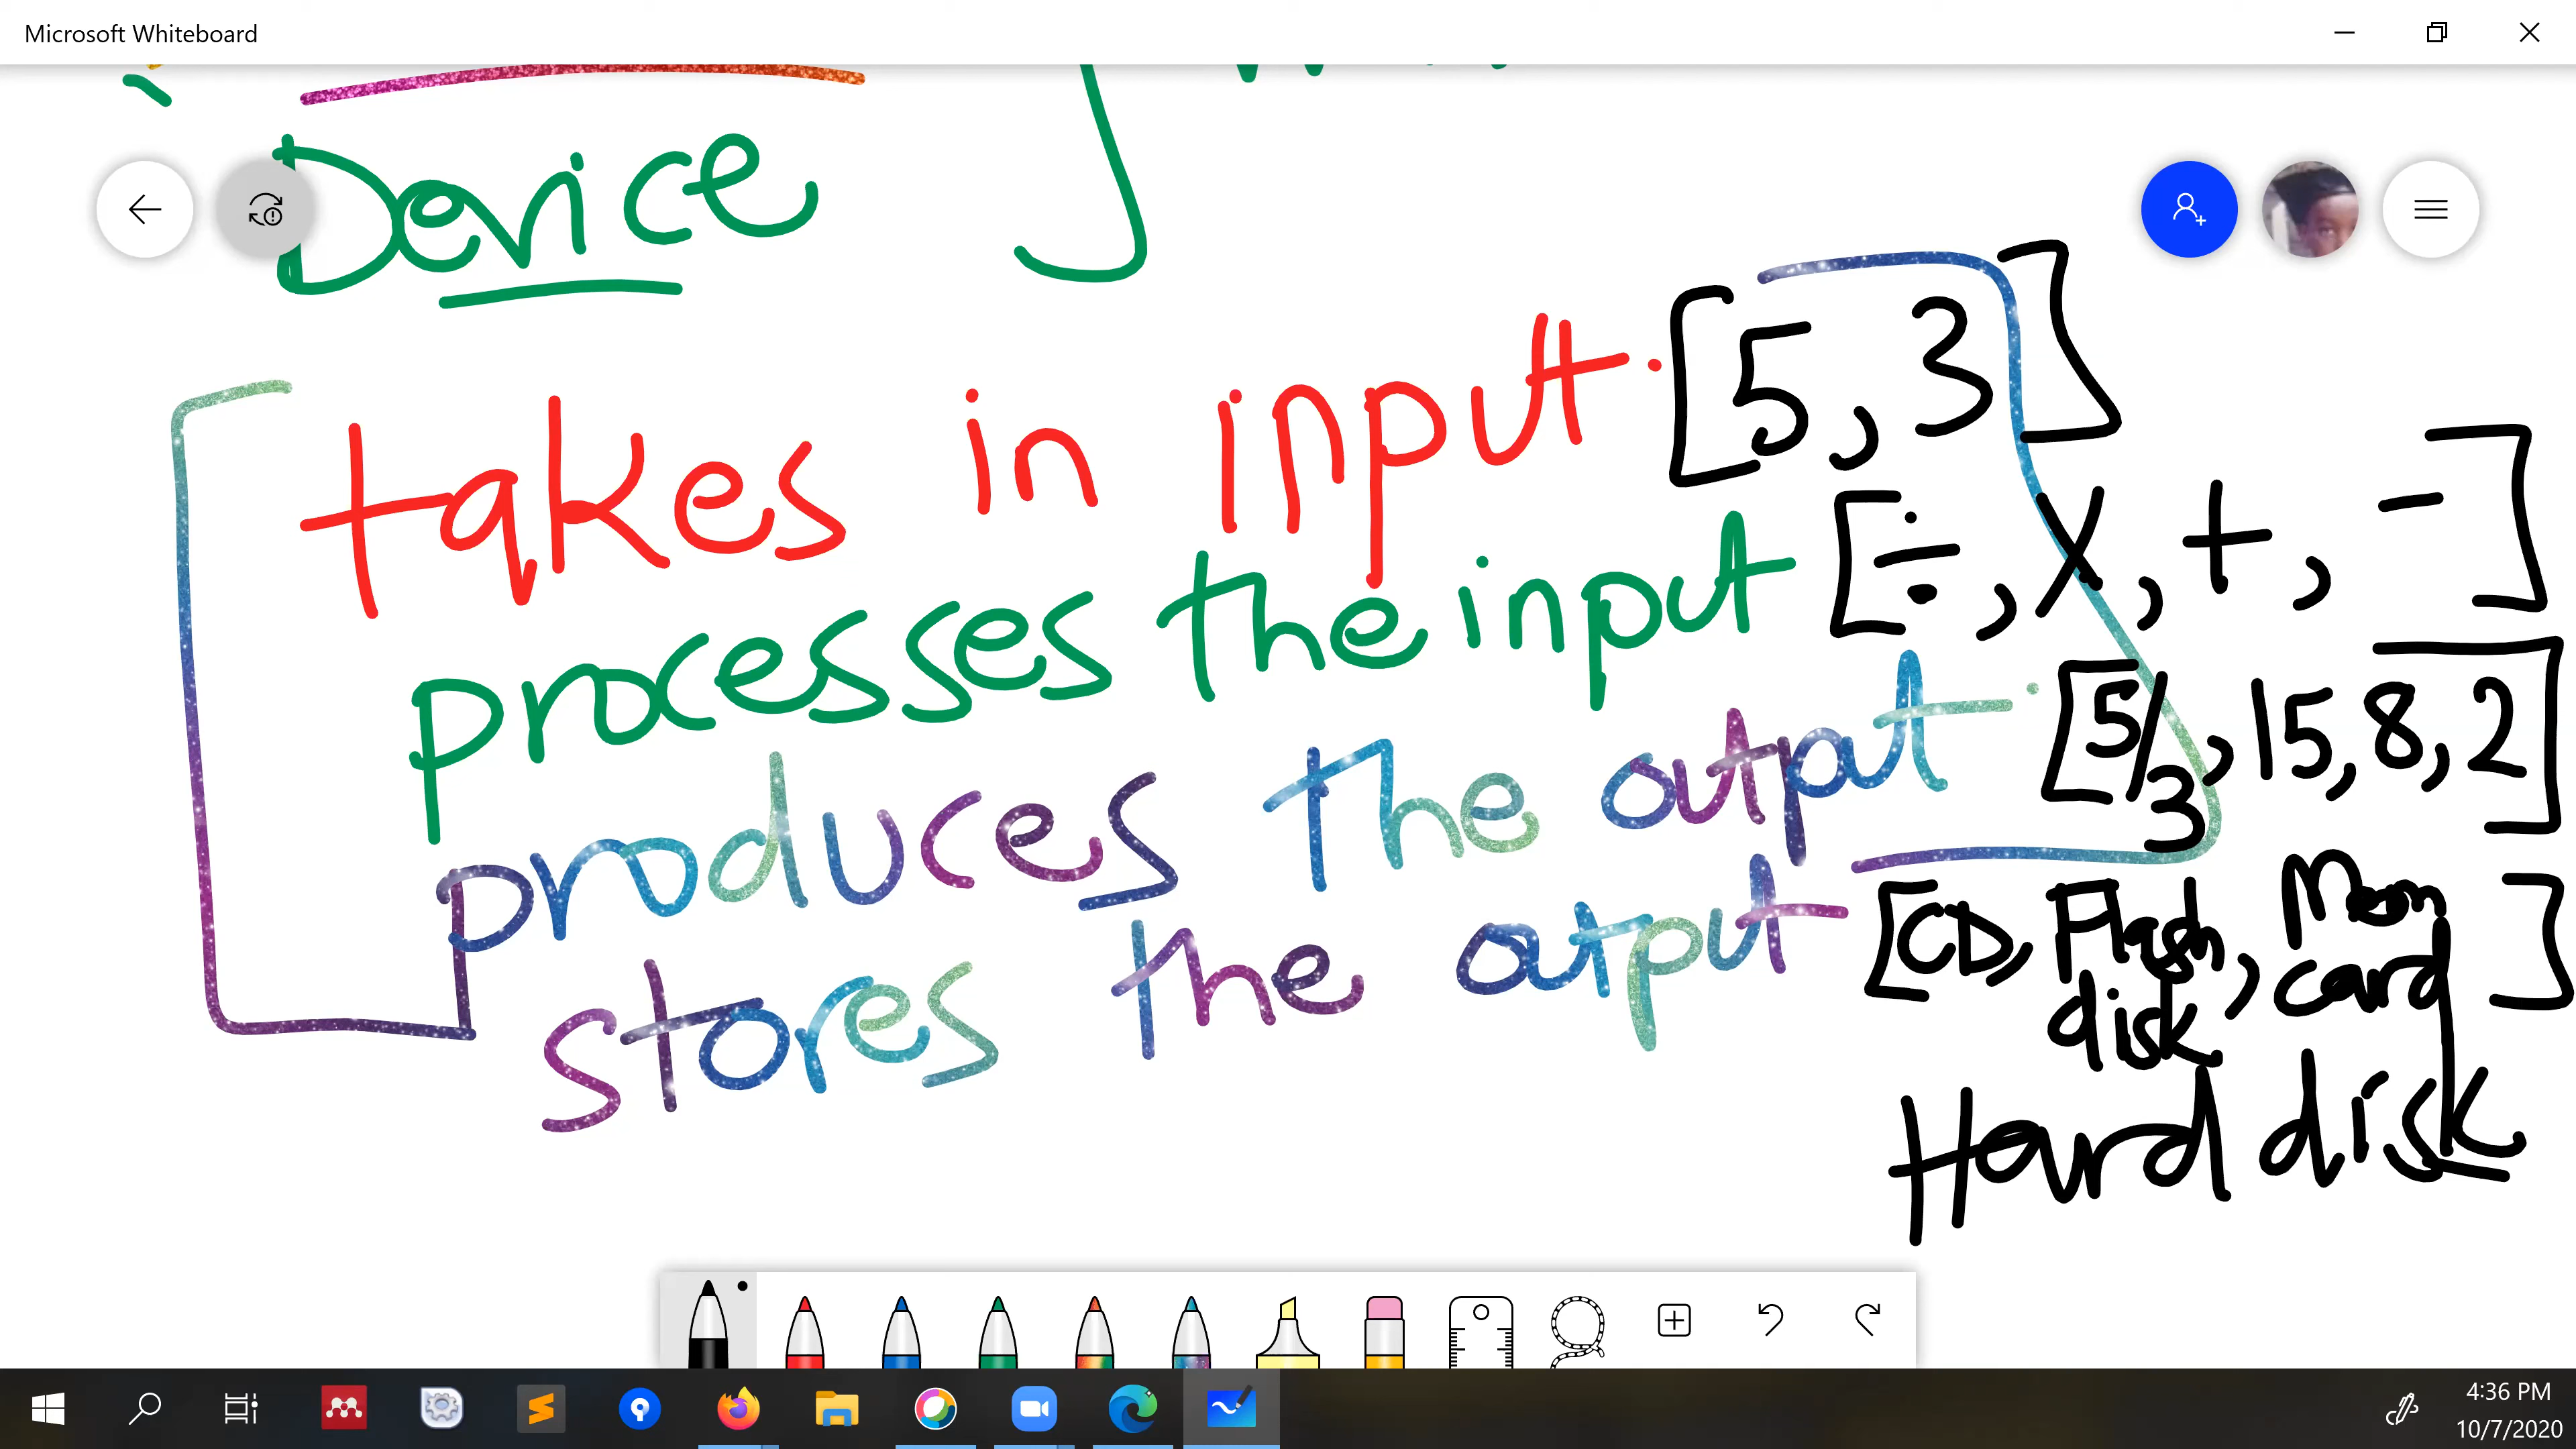 Microsoft Whiteboard
Device
takes in input. [5, 3]
processes the input [÷, x, +, -]
produces the output. [5/3, 15, 8, 2]
stores the output [CD, Flash disk, Mem card]
Hard disk
4:36 PM
10/7/2020